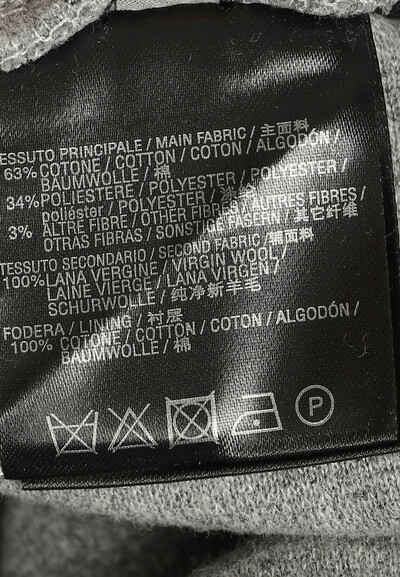 ESSUTO PRINCIPALE / MAIN FABRIC / 主面料
63% COTONE / COTTON / COTON / ALGODÓN /
BAUMWOLLE / 棉
34% POLIESTERE / POLYESTER / POLYESTER /
poliéster / POLYESTER /
3% ALTRE FIBRE / OTHER FIBRES / AUTRES FIBRES /
OTRAS FIBRAS / SONSTIGE FASERN / 其它纤维
TESSUTO SECONDARIO / SECOND FABRIC / 辅面料
100% LANA VERGINE / VIRGIN WOOL /
LAINE VIERGE / LANA VIRGEN /
SCHURWOLLE / 纯净新羊毛
FODERA / LINING / 衬层
100% COTONE / COTTON / COTON / ALGODÓN /
BAUMWOLLE / 棉
P